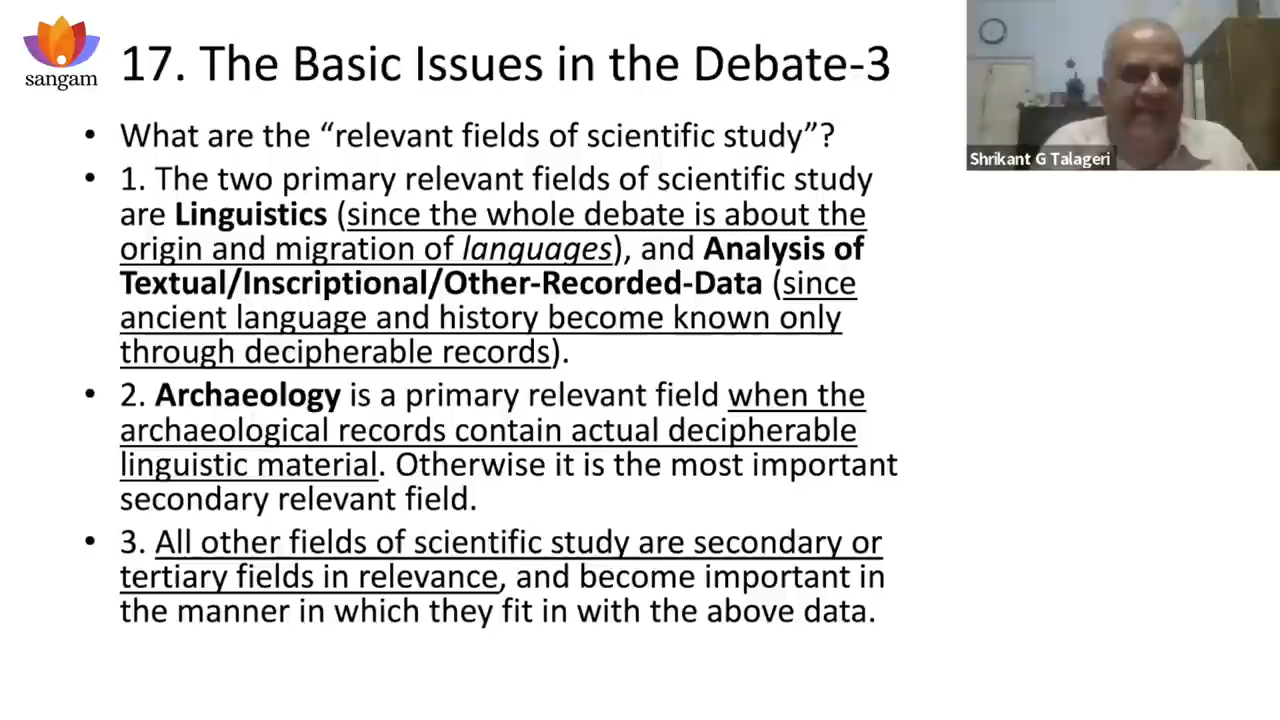 sangam
17. The Basic Issues in the Debate-3
• What are the “relevant fields of scientific study”?
• 1. The two primary relevant fields of scientific study
are Linguistics (since the whole debate is about the
origin and migration of languages), and Analysis of
Textual/Inscriptional/Other-Recorded-Data (since
ancient language and history become known only
through decipherable records).
• 2. Archaeology is a primary relevant field when the
archaeological records contain actual decipherable
linguistic material. Otherwise it is the most important
secondary relevant field.
• 3. All other fields of scientific study are secondary or
tertiary fields in relevance, and become important in
the manner in which they fit in with the above data.
Shrikant G Talageri